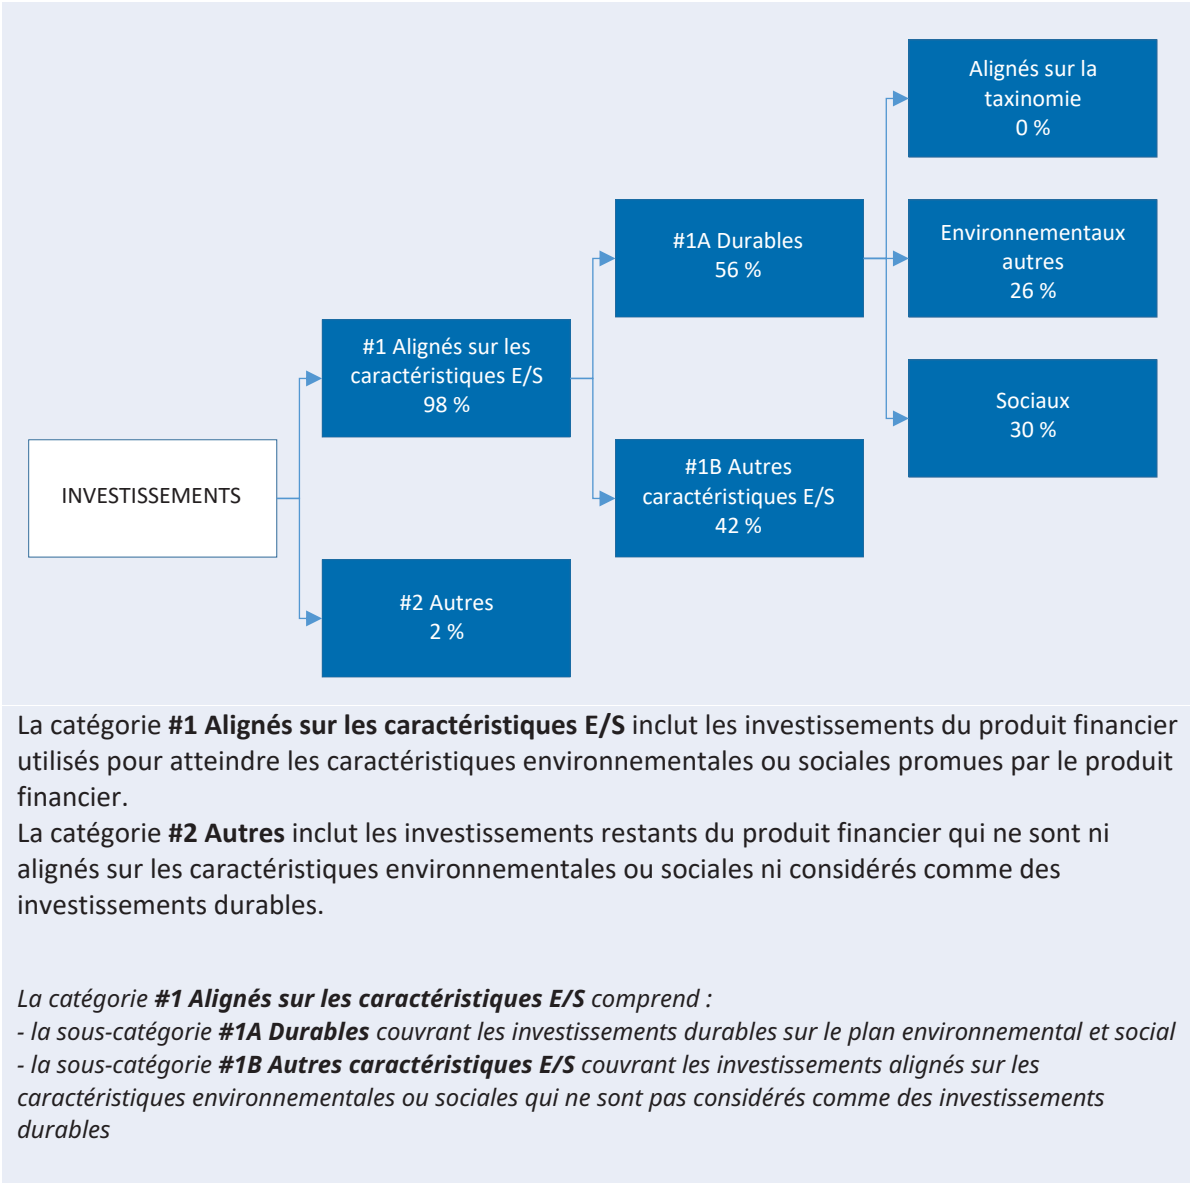 Alignés sur la
taxinomie
0 %
#1A Durables
56 %
Environnementaux
autres
26 %
#1 Alignés sur les
caractéristiques E/S
98 %
Sociaux
30 %
INVESTISSEMENTS
#1B Autres
caractéristiques E/S
42 %
#2 Autres
2 %
La catégorie #1 Alignés sur les caractéristiques E/S inclut les investissements du produit financier
utilisés pour atteindre les caractéristiques environnementales ou sociales promues par le produit
financier.
La catégorie #2 Autres inclut les investissements restants du produit financier qui ne sont ni
alignés sur les caractéristiques environnementales ou sociales ni considérés comme des
investissements durables.
La catégorie #1 Alignés sur les caractéristiques E/S comprend :
- la sous-catégorie #1A Durables couvrant les investissements durables sur le plan environnemental et social
- la sous-catégorie #1B Autres caractéristiques E/S couvrant les investissements alignés sur les
caractéristiques environnementales ou sociales qui ne sont pas considérés comme des investissements
durables